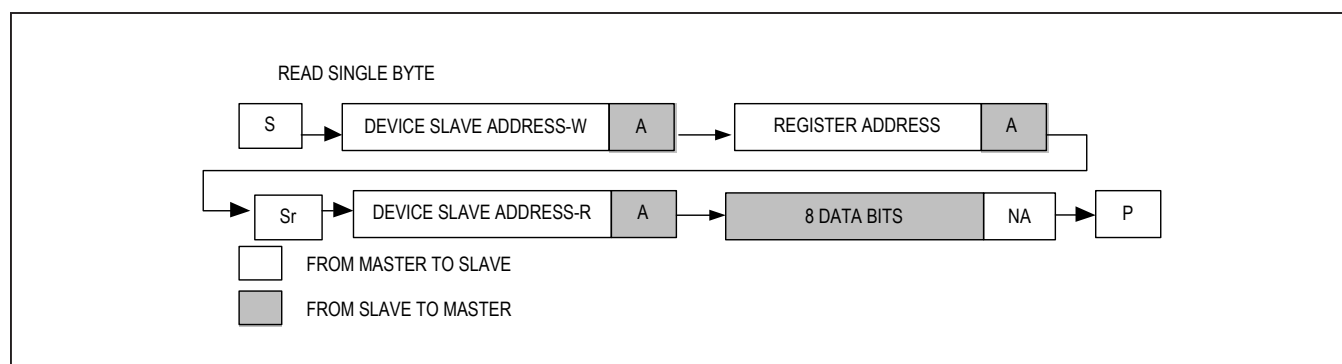 READ SINGLE BYTE
S DEVICE SLAVE ADDRESS-W A REGISTER ADDRESS A
Sr DEVICE SLAVE ADDRESS-R A 8 DATA BITS NA P
FROM MASTER TO SLAVE
FROM SLAVE TO MASTER